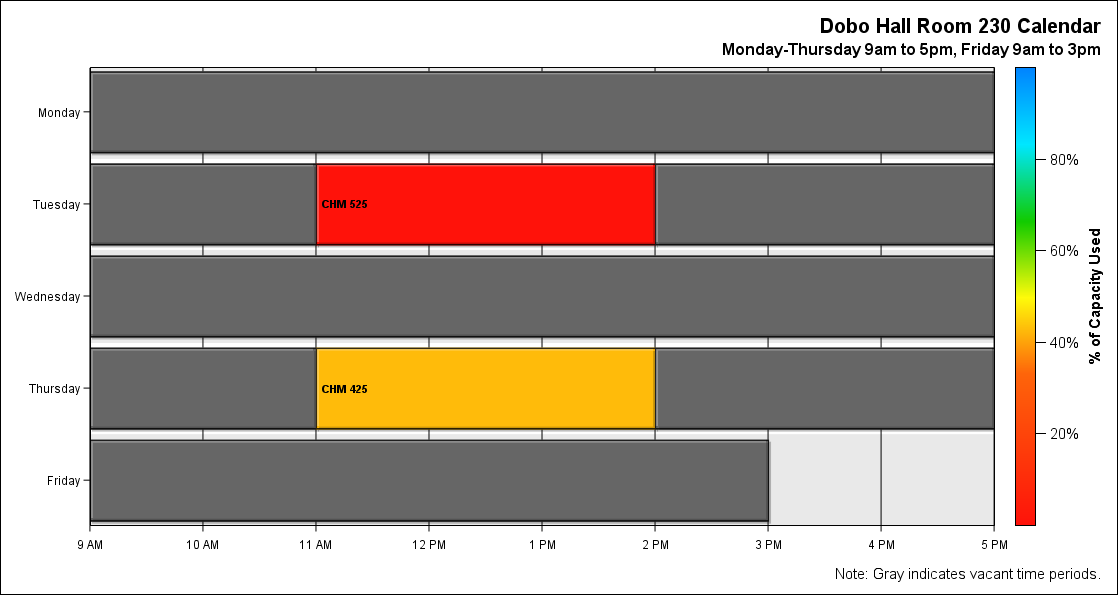 Dobo Hall Room 230 Calendar
Monday-Thursday 9am to 5pm, Friday 9am to 3pm
Monday
Tuesday
CHM 525
Wednesday
Thursday
CHM 425
Friday
9 AM 10 AM 11 AM 12 PM 1 PM 2 PM 3 PM 4 PM 5 PM
80%
60%
40%
20%
% of Capacity Used
Note: Gray indicates vacant time periods.